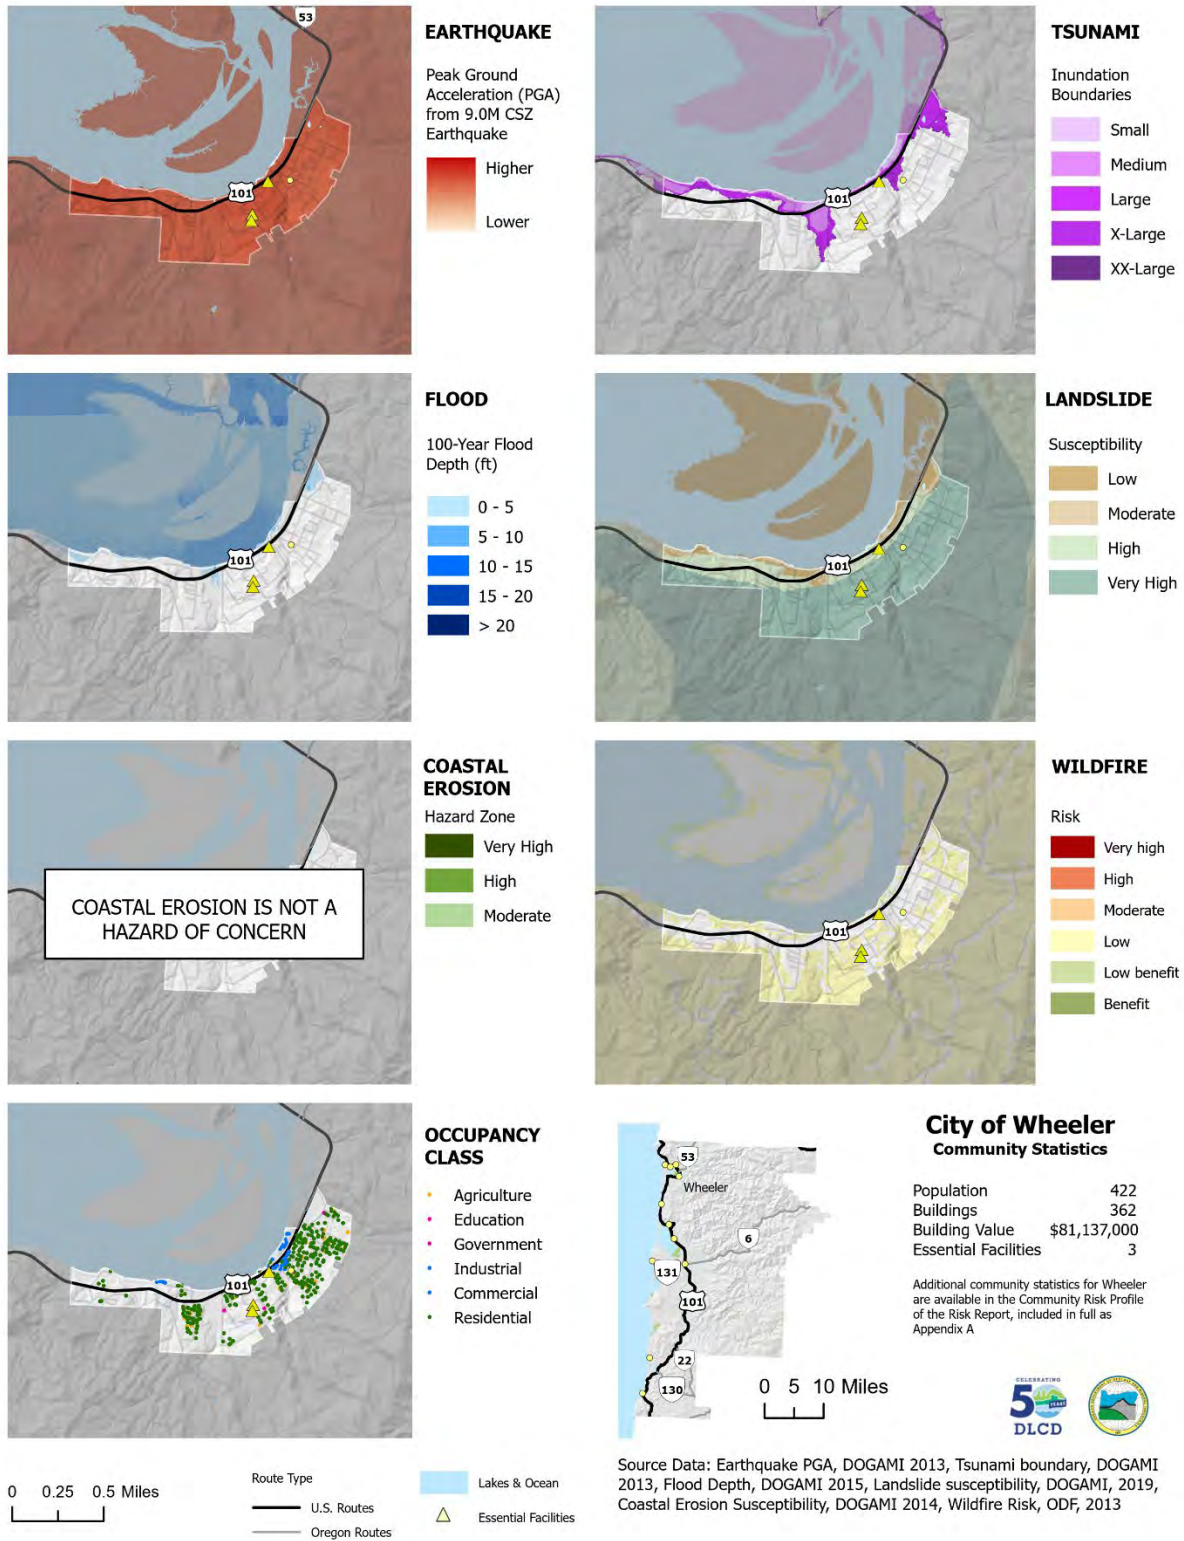 53
101
EARTHQUAKE
Peak Ground
Acceleration (PGA)
from 9.0M CSZ
Earthquake
Higher
Lower
101
TSUNAMI
Inundation
Boundaries
Small
Medium
Large
X-Large
XX-Large
101
FLOOD
100-Year Flood
Depth (ft)
0 - 5
5 - 10
10 - 15
15 - 20
> 20
101
LANDSLIDE
Susceptibility
Low
Moderate
High
Very High
COASTAL EROSION IS NOT A
HAZARD OF CONCERN
COASTAL
EROSION
Hazard Zone
Very High
High
Moderate
101
WILDFIRE
Risk
Very high
High
Moderate
Low
Low benefit
Benefit
101
OCCUPANCY
CLASS
Agriculture
Education
Government
Industrial
Commercial
Residential
53
Wheeler
6
131
101
22
130
0 5 10 Miles
City of Wheeler
Community Statistics
Population 422
Buildings 362
Building Value $81,137,000
Essential Facilities 3
Additional community statistics for Wheeler
are available in the Community Risk Profile
of the Risk Report, included in full as
Appendix A
CELEBRATING
50
YEARS
DLCD
0 0.25 0.5 Miles
Route Type
U.S. Routes
Oregon Routes
Lakes & Ocean
Essential Facilities
Source Data: Earthquake PGA, DOGAMI 2013, Tsunami boundary, DOGAMI
2013, Flood Depth, DOGAMI 2015, Landslide susceptibility, DOGAMI, 2019,
Coastal Erosion Susceptibility, DOGAMI 2014, Wildfire Risk, ODF, 2013